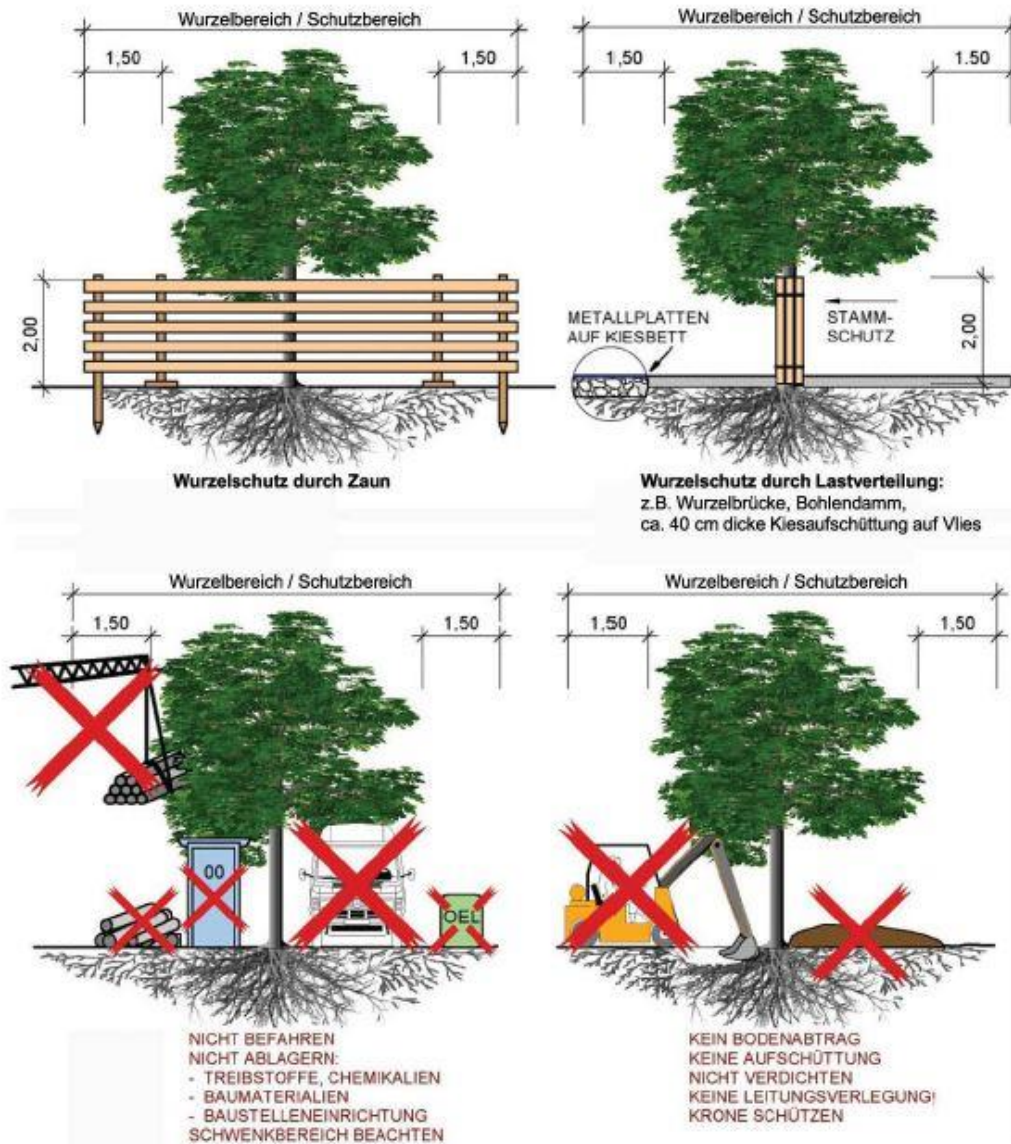 Wurzelbereich / Schutzbereich
1,50
1,50
2,00
Wurzelschutz durch Zaun
Wurzelbereich / Schutzbereich
1,50
1.50
METALLPLATTEN
AUF KIESBETT
STAMM-
SCHUTZ
2,00
Wurzelschutz durch Lastverteilung:
z.B. Wurzelbrücke, Bohlendamm,
ca. 40 cm dicke Kiesaufschüttung auf Vlies
Wurzelbereich / Schutzbereich
1,50
1,50
00
OEL
NICHT BEFAHREN
NICHT ABLAGERN:
- TREIBSTOFFE, CHEMIKALIEN
- BAUMATERIALIEN
- BAUSTELLENEINRICHTUNG
SCHWENKBEREICH BEACHTEN
Wurzelbereich / Schutzbereich
1,50
1,50
KEIN BODENABTRAG
KEINE AUFSCHÜTTUNG
NICHT VERDICHTEN
KEINE LEITUNGSVERLEGUNG!
KRONE SCHÜTZEN